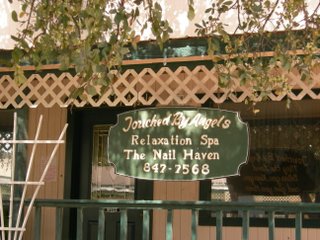 Touched By Angels
Relaxation Spa
The Nail Haven
847-7568